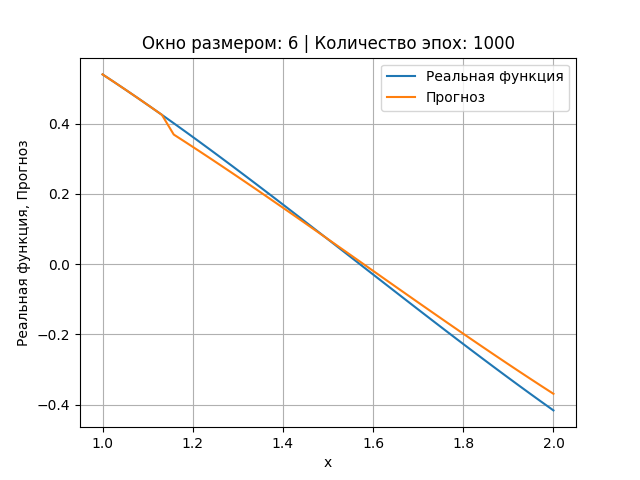 Окно размером: 6 | Количество эпох: 1000
Реальная функция
Прогноз
Реальная функция, Прогноз
0.4
0.2
0.0
−0.2
−0.4
1.0 1.2 1.4 1.6 1.8 2.0
x